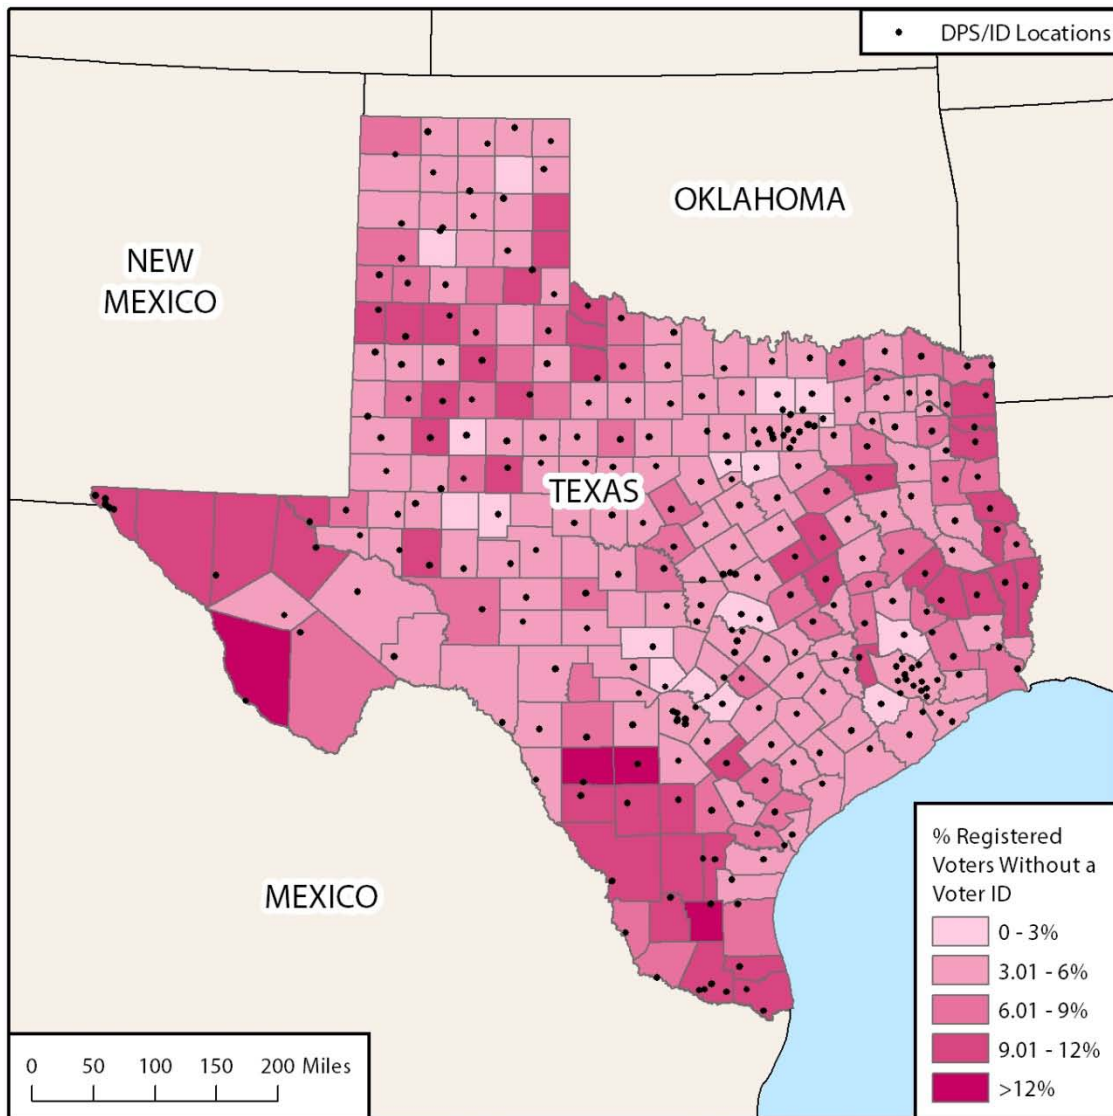 DPS/ID Locations
OKLAHOMA
NEW
MEXICO
TEXAS
MEXICO
% Registered
Voters Without a
Voter ID
0 - 3%
3.01 - 6%
6.01 - 9%
9.01 - 12%
>12%
0 50 100 150 200 Miles